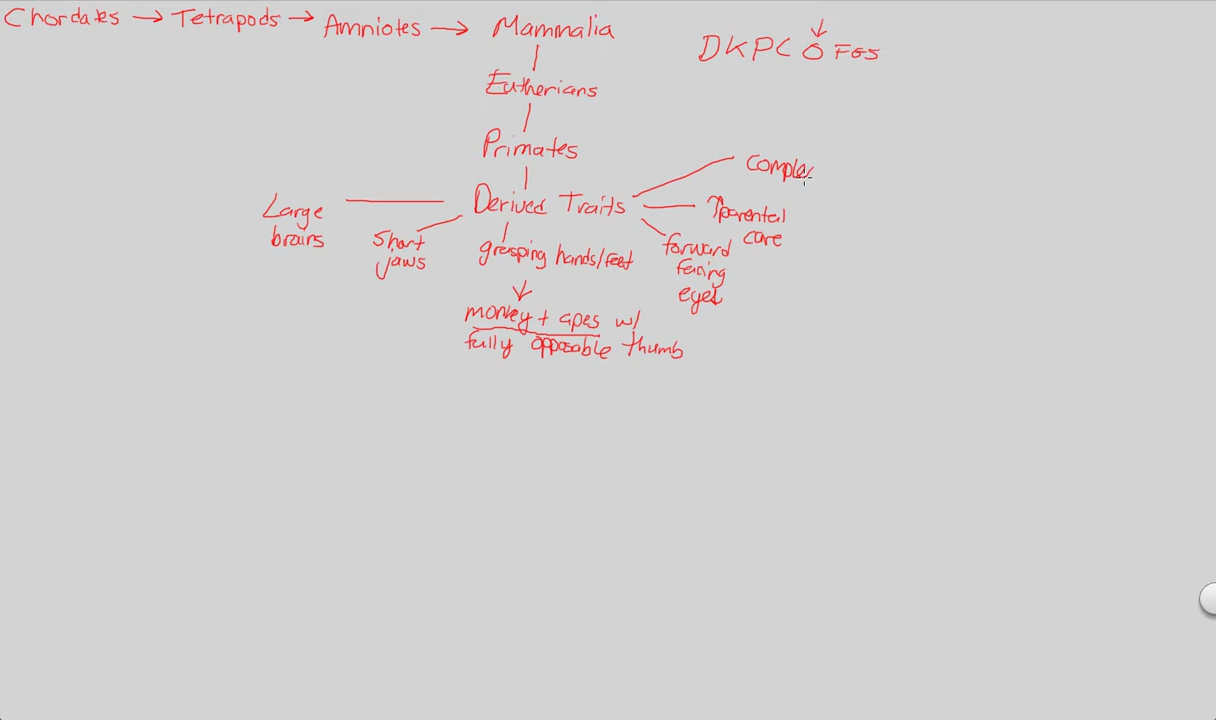 Chordates → Tetrapods → Amniotes → Mammalia
DKPCOFGS
Eutherians
Primates
Derived Traits
Large
brains
Short
jaws
grasping hands/feet
forward
facing
eyes
↑parental
care
Comple
↓
monkey + apes w/
fully opposable thumb